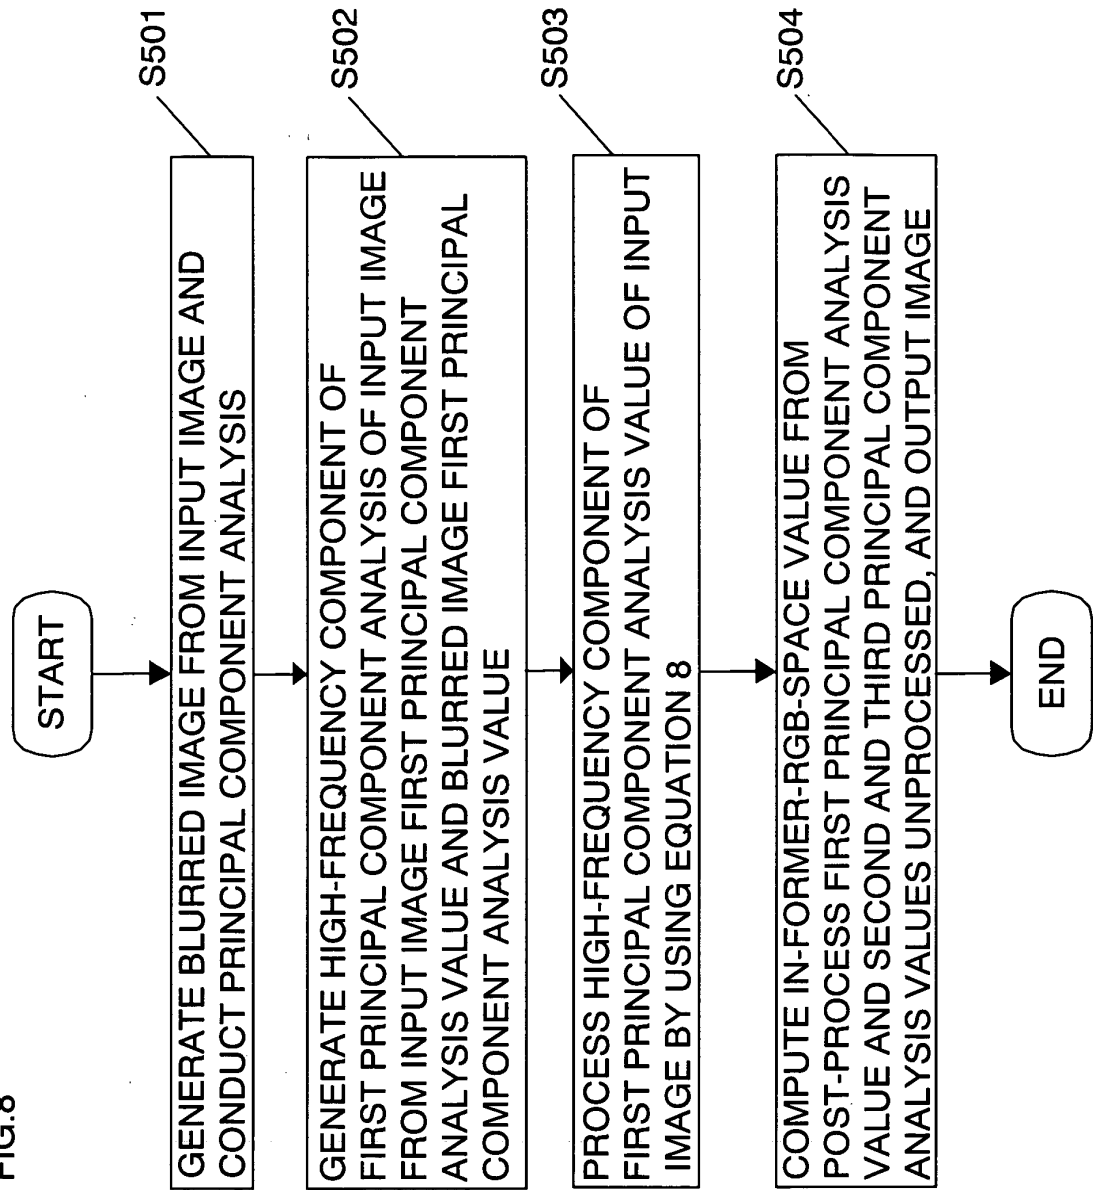 FIG.8
START
S501
GENERATE BLURRED IMAGE FROM INPUT IMAGE AND
CONDUCT PRINCIPAL COMPONENT ANALYSIS
S502
GENERATE HIGH-FREQUENCY COMPONENT OF
FIRST PRINCIPAL COMPONENT ANALYSIS OF INPUT IMAGE
FROM INPUT IMAGE FIRST PRINCIPAL COMPONENT
ANALYSIS VALUE AND BLURRED IMAGE FIRST PRINCIPAL
COMPONENT ANALYSIS VALUE
S503
PROCESS HIGH-FREQUENCY COMPONENT OF
FIRST PRINCIPAL COMPONENT ANALYSIS VALUE OF INPUT
IMAGE BY USING EQUATION 8
S504
COMPUTE IN-FORMER-RGB-SPACE VALUE FROM
POST-PROCESS FIRST PRINCIPAL COMPONENT ANALYSIS
VALUE AND SECOND AND THIRD PRINCIPAL COMPONENT
ANALYSIS VALUES UNPROCESSED, AND OUTPUT IMAGE
END